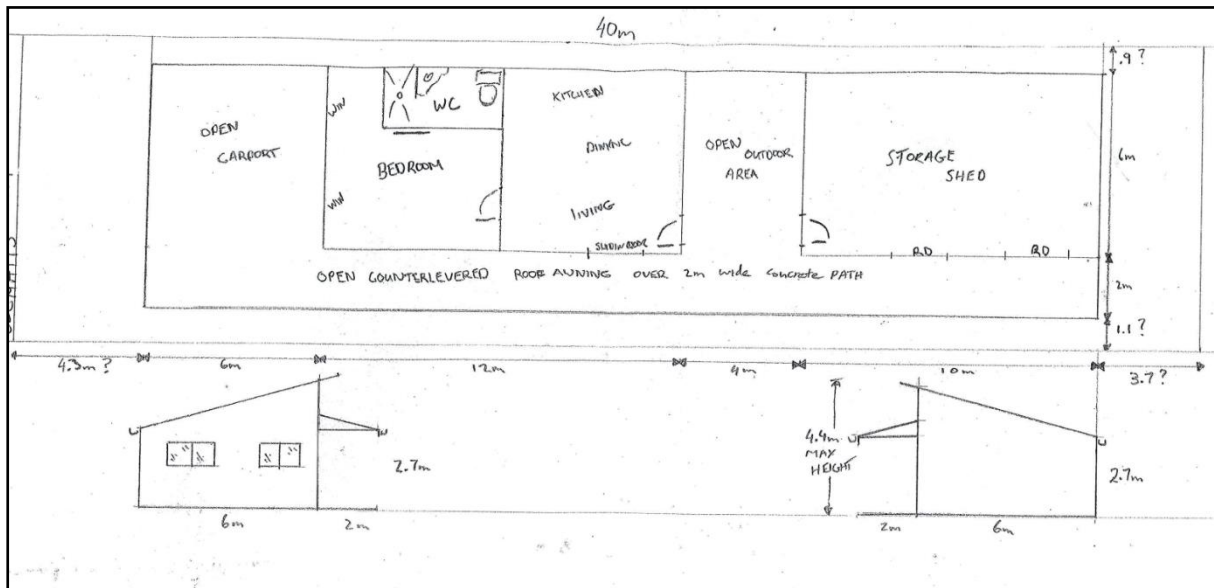 40m
.9?
OPEN
CARPORT
WIN
WIN
WC
BEDROOM
KITCHEN
DINING
LIVING
SLIDING DOOR
OPEN
OUTDOOR
AREA
STORAGE
SHED
RD
RD
6m
OPEN COUNTERLEVERED ROOF AWNING OVER 2m wide concrete PATH
2m
1.1?
4.3m?
6m
12m
4m
10m
3.7?
2.7m
6m
2m
4.4m
MAX
HEIGHT
2.7m
2m
6m